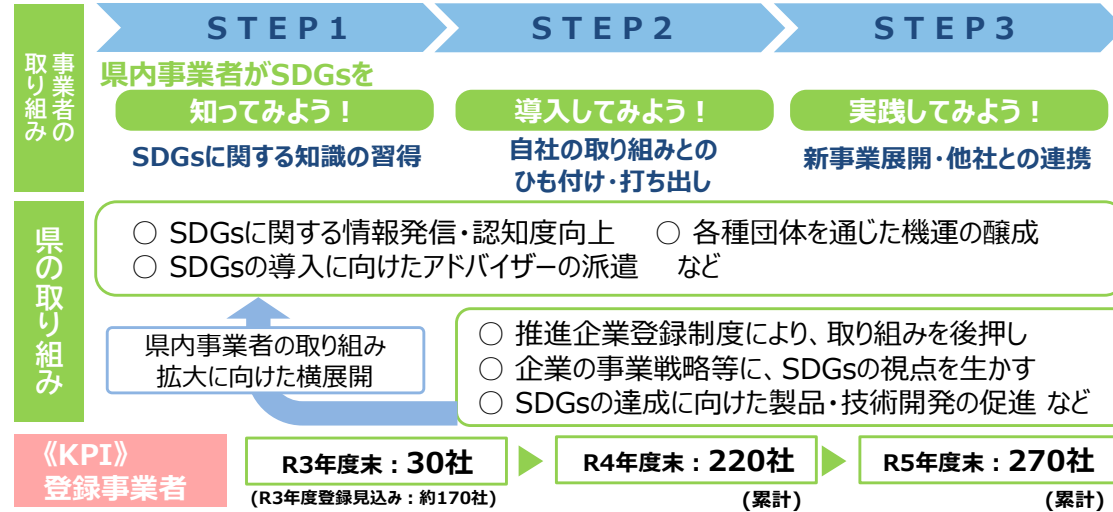 事業者の
取り組み
STEP1
STEP2
STEP3
県内事業者がSDGsを
知ってみよう！
導入してみよう！
実践してみよう！
SDGsに関する知識の習得
自社の取り組みとの
ひも付け・打ち出し
新事業展開・他社との連携
県の取り組み
○ SDGsに関する情報発信・認知度向上 ○ 各種団体を通じた機運の醸成
○ SDGsの導入に向けたアドバイザーの派遣 など
県内事業者の取り組み
拡大に向けた横展開
○ 推進企業登録制度により、取り組みを後押し
○ 企業の事業戦略等に、SDGsの視点を生かす
○ SDGsの達成に向けた製品・技術開発の促進 など
《KPI》
登録事業者
R3年度末：30社
(R3年度登録見込み：約170社)
R4年度末：220社
(累計)
R5年度末：270社
(累計)